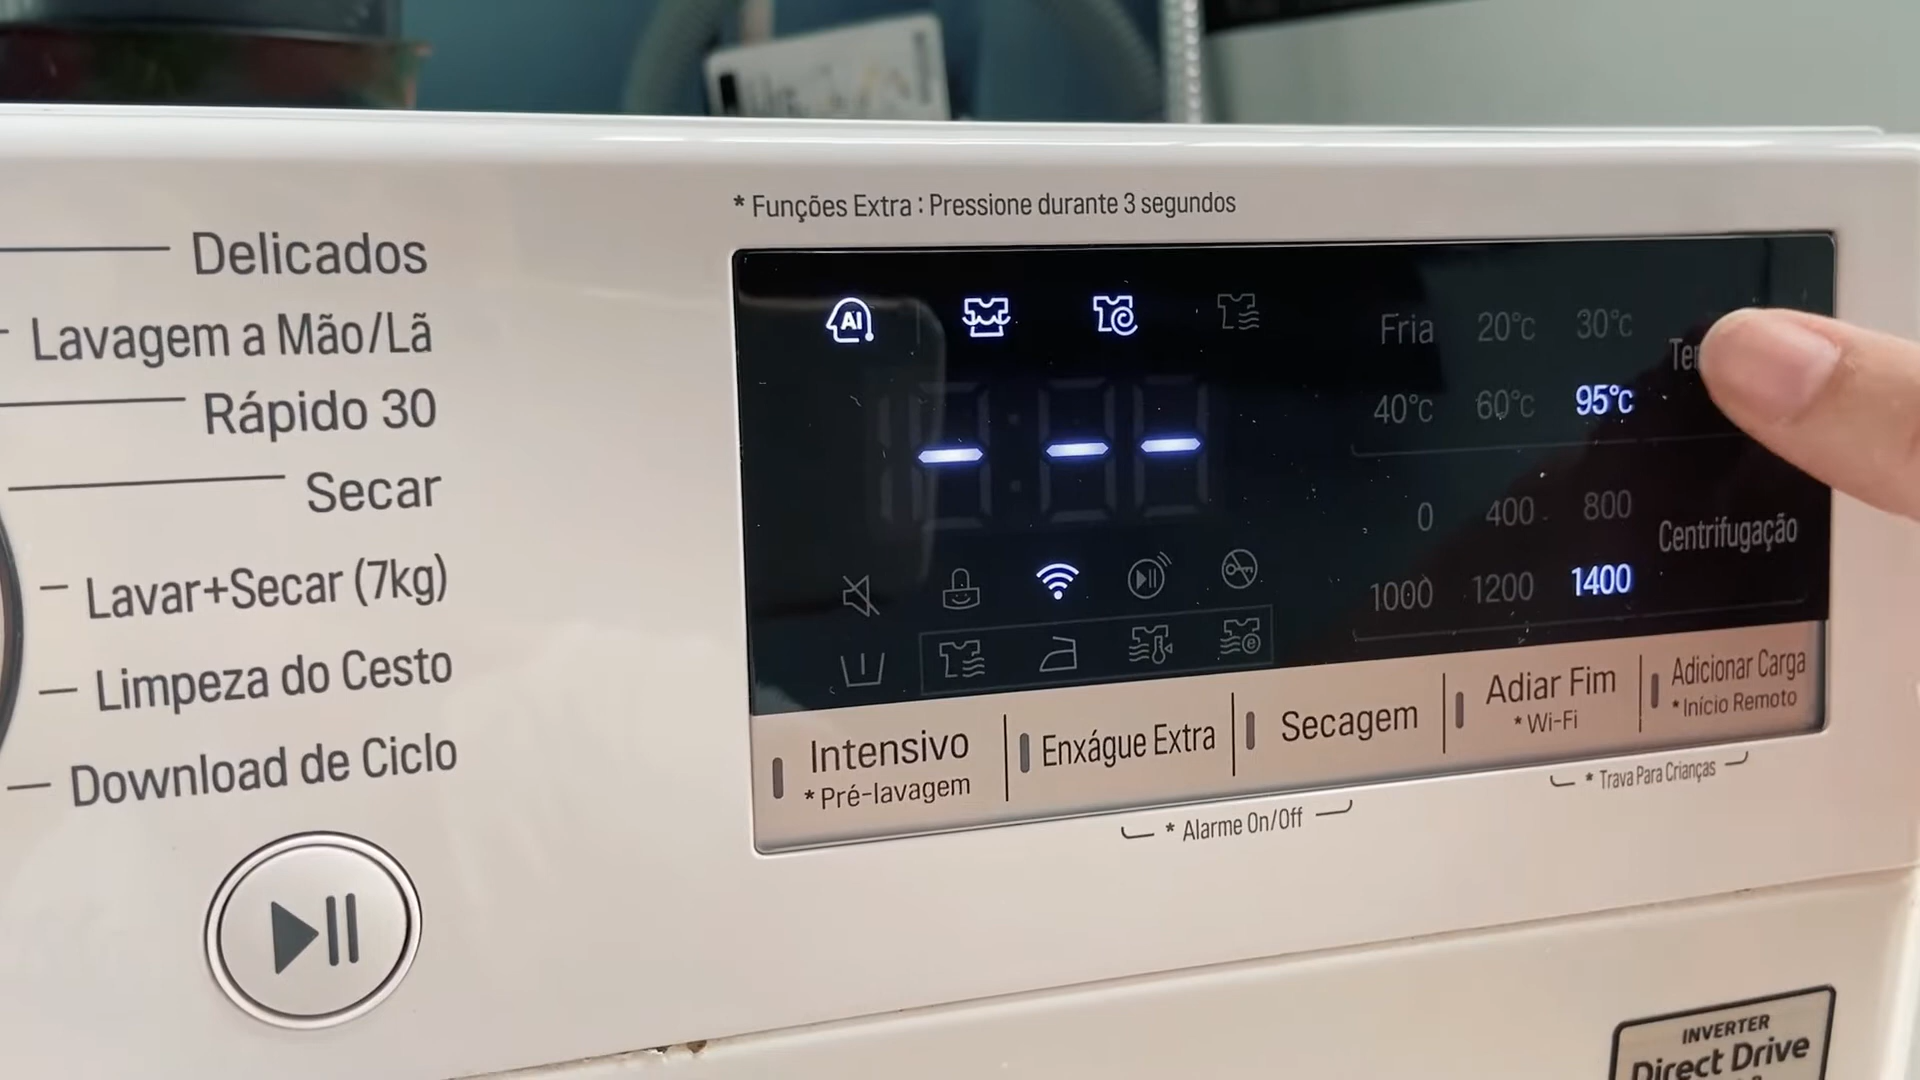 * Funções Extra : Pressione durante 3 segundos
Delicados
Lavagem a Mão/Lã
Rápido 30
Secar
Lavar+Secar (7kg)
Limpeza do Cesto
Download de Ciclo
AI
Fria 20°c 30°c
40°c 60°c 95°c
0 400 800
Centrifugação
1000 1200 1400
Intensivo
* Pré-lavagem
Enxágue Extra
Secagem
Adiar Fim
* Wi-Fi
Adicionar Carga
* Início Remoto
* Alarme On/Off
* Trava Para Crianças
INVERTER
Direct Drive